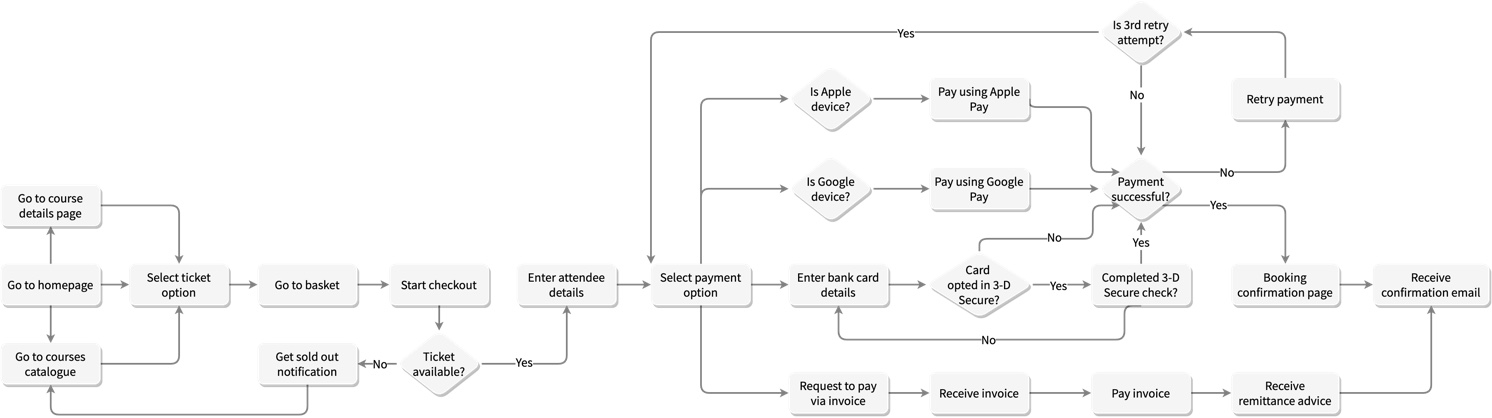 Is 3rd retry
attempt?
Yes
No
Retry payment
Is Apple
device?
Pay using Apple
Pay
Is Google
device?
Pay using Google
Pay
Payment
successful?
No
Yes
Go to course
details page
Go to homepage
Select ticket
option
Go to basket
Start checkout
Go to courses
catalogue
Get sold out
notification
No
Ticket
available?
Yes
Enter attendee
details
Select payment
option
Enter bank card
details
Card
opted in 3-D
Secure?
No
Yes
Completed 3-D
Secure check?
Yes
No
Booking
confirmation page
Receive
confirmation email
Request to pay
via invoice
Receive invoice
Pay invoice
Receive
remittance advice